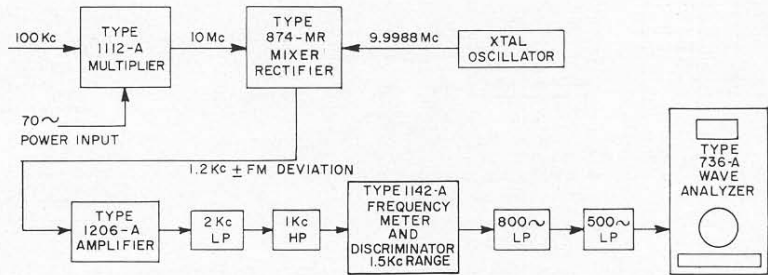 100 Kc
TYPE
1112-A
MULTIPLIER
10 Mc
TYPE
874-MR
MIXER
RECTIFIER
9.9988 Mc
XTAL
OSCILLATOR
70~
POWER INPUT
1.2 Kc ± FM DEVIATION
TYPE
1206-A
AMPLIFIER
2 Kc
LP
1 Kc
HP
TYPE 1142-A
FREQUENCY
METER
AND
DISCRIMINATOR
1.5 Kc RANGE
800~
LP
500~
LP
TYPE
736-A
WAVE
ANALYZER